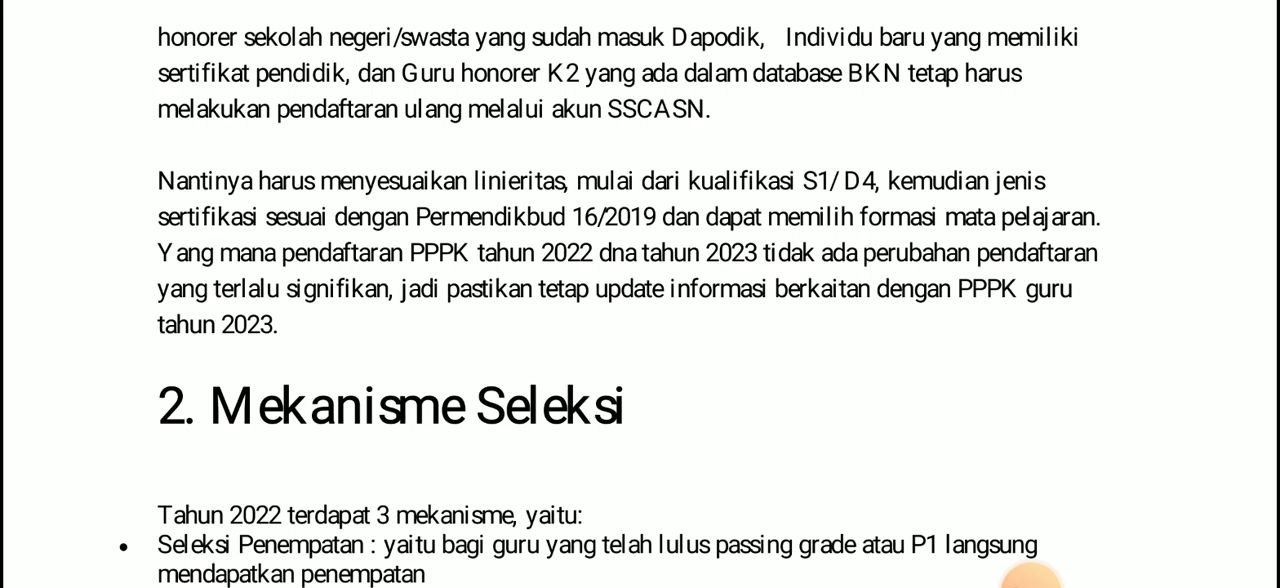 honorer sekolah negeri/swasta yang sudah masuk Dapodik, Individu baru yang memiliki
sertifikat pendidik, dan Guru honorer K2 yang ada dalam database BKN tetap harus
melakukan pendaftaran ulang melalui akun SSCASN.
Nantinya harus menyesuaikan linieritas, mulai dari kualifikasi S1/D4, kemudian jenis
sertifikasi sesuai dengan Permendikbud 16/2019 dan dapat memilih formasi mata pelajaran.
Yang mana pendaftaran PPPK tahun 2022 dna tahun 2023 tidak ada perubahan pendaftaran
yang terlalu signifikan, jadi pastikan tetap update informasi berkaitan dengan PPPK guru
tahun 2023.
2. Mekanisme Seleksi
Tahun 2022 terdapat 3 mekanisme, yaitu:
• Seleksi Penempatan : yaitu bagi guru yang telah lulus passing grade atau P1 langsung
mendapatkan penempatan